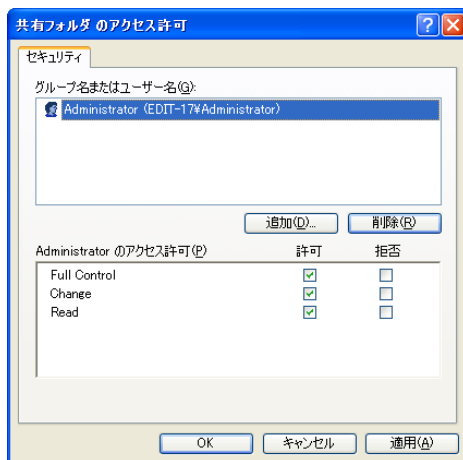 共有フォルダ のアクセス許可
セキュリティ
グループ名またはユーザー名(G):
Administrator (EDIT-17¥Administrator)
追加(D)... 削除(R)
Administrator のアクセス許可(P) 許可 拒否
Full Control
Change
Read
OK キャンセル 適用(A)